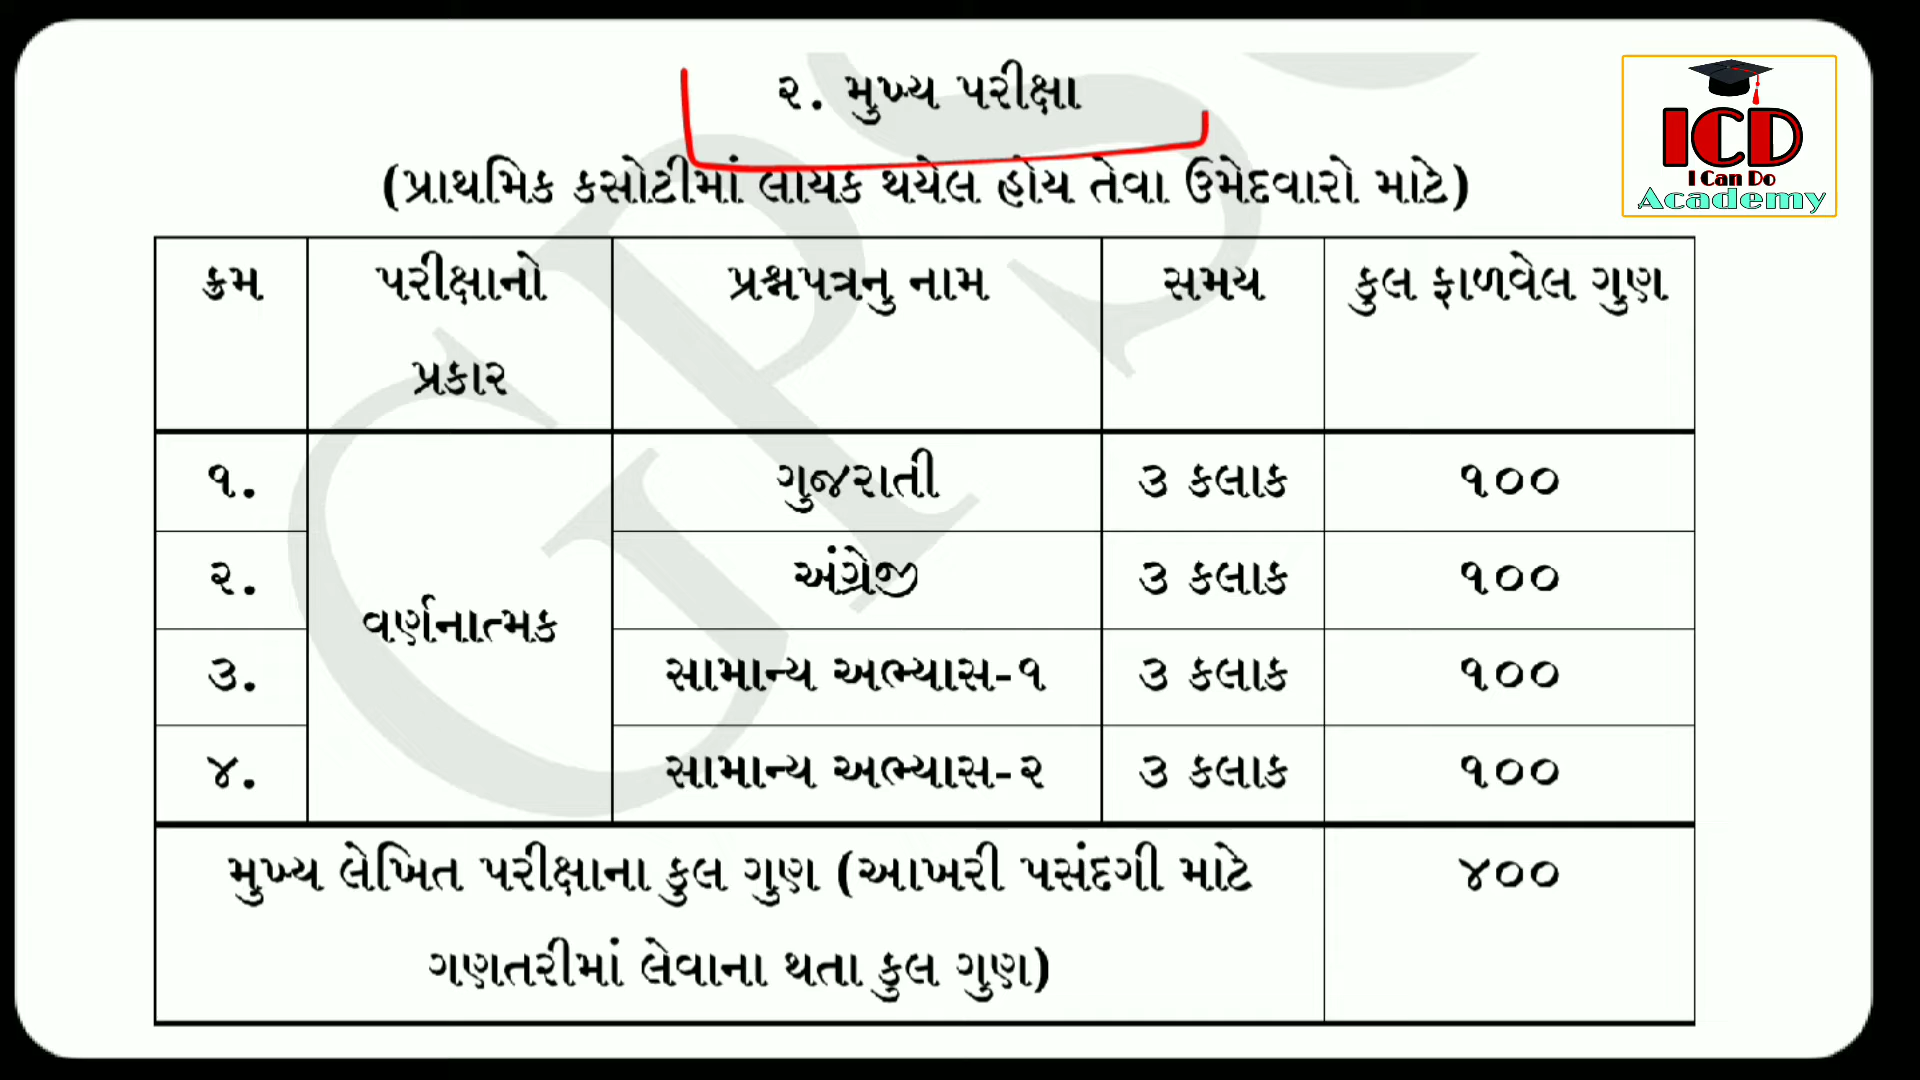 ૨. મુખ્ય પરીક્ષા
(પ્રાથમિક કસોટીમાં લાયક થયેલ હોય તેવા ઉમેદવારો માટે)
ICD
I Can Do
Academy
ક્રમ પરીક્ષાનો પ્રશ્નપત્રનુ નામ સમય કુલ ફાળવેલ ગુણ
પ્રકાર
૧. ગુજરાતી ૩ કલાક ૧૦૦
૨. અંગ્રેજી ૩ કલાક ૧૦૦
વર્ણનાત્મક
૩. સામાન્ય અભ્યાસ-૧ ૩ કલાક ૧૦૦
૪. સામાન્ય અભ્યાસ-૨ ૩ કલાક ૧૦૦
મુખ્ય લેખિત પરીક્ષાના કુલ ગુણ (આખરી પસંદગી માટે ૪૦૦
ગણતરીમાં લેવાના થતા કુલ ગુણ)